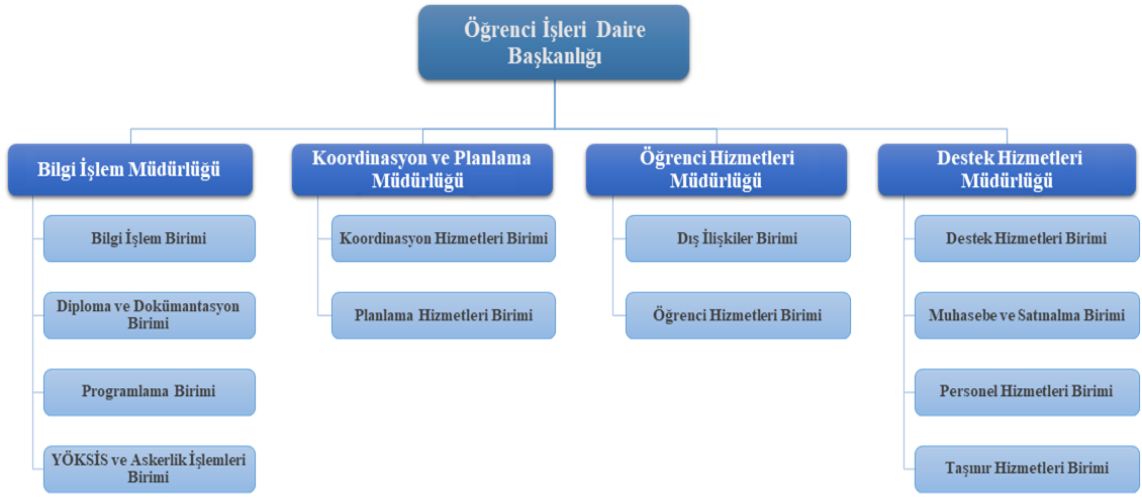 Öğrenci İşleri Daire
Başkanlığı
Bilgi İşlem Müdürlüğü
Bilgi İşlem Birimi
Diploma ve Dokümantasyon
Birimi
Programlama Birimi
YÖKSİS ve Askerlik İşlemleri
Birimi
Koordinasyon ve Planlama
Müdürlüğü
Koordinasyon Hizmetleri Birimi
Planlama Hizmetleri Birimi
Öğrenci Hizmetleri
Müdürlüğü
Dış İlişkiler Birimi
Öğrenci Hizmetleri Birimi
Destek Hizmetleri
Müdürlüğü
Destek Hizmetleri Birimi
Muhasebe ve Satınalma Birimi
Personel Hizmetleri Birimi
Taşınır Hizmetleri Birimi